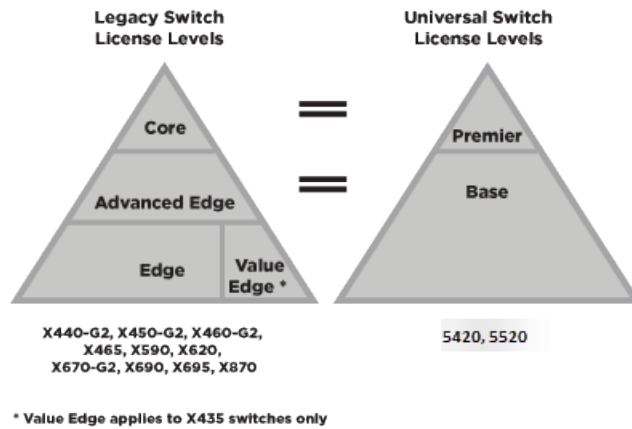 Legacy Switch
License Levels
Universal Switch
License Levels
Core
Premier
Advanced Edge
Base
Edge
Value
Edge *
X440-G2, X450-G2, X460-G2,
X465, X590, X620,
X670-G2, X690, X695, X870
5420, 5520
* Value Edge applies to X435 switches only